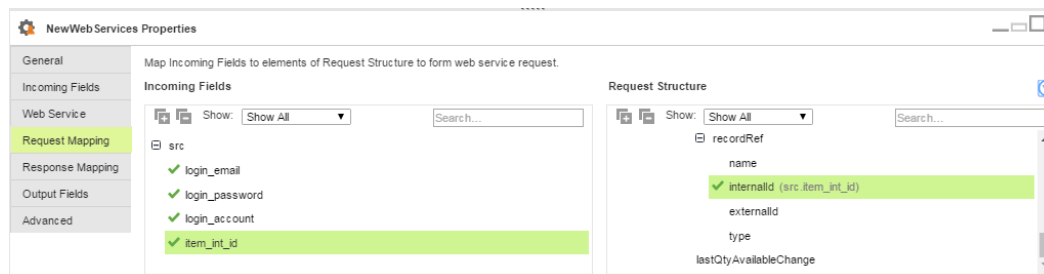 NewWebServices Properties
General
Incoming Fields
Web Service
Request Mapping
Response Mapping
Output Fields
Advanced
Map Incoming Fields to elements of Request Structure to form web service request.
Incoming Fields
Show: Show All
Search...
src
login_email
login_password
login_account
item_int_id
Request Structure
Show: Show All
Search...
recordRef
name
internalId (src.item_int_id)
externalId
type
lastQtyAvailableChange